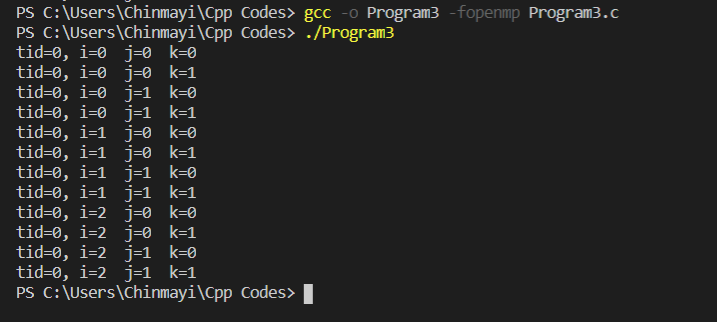 PS C:\Users\Chinmayi\Cpp Codes> gcc -o Program3 -fopenmp Program3.c
PS C:\Users\Chinmayi\Cpp Codes> ./Program3
tid=0, i=0  j=0  k=0
tid=0, i=0  j=0  k=1
tid=0, i=0  j=1  k=0
tid=0, i=0  j=1  k=1
tid=0, i=1  j=0  k=0
tid=0, i=1  j=0  k=1
tid=0, i=1  j=1  k=0
tid=0, i=1  j=1  k=1
tid=0, i=2  j=0  k=0
tid=0, i=2  j=0  k=1
tid=0, i=2  j=1  k=0
tid=0, i=2  j=1  k=1
PS C:\Users\Chinmayi\Cpp Codes>